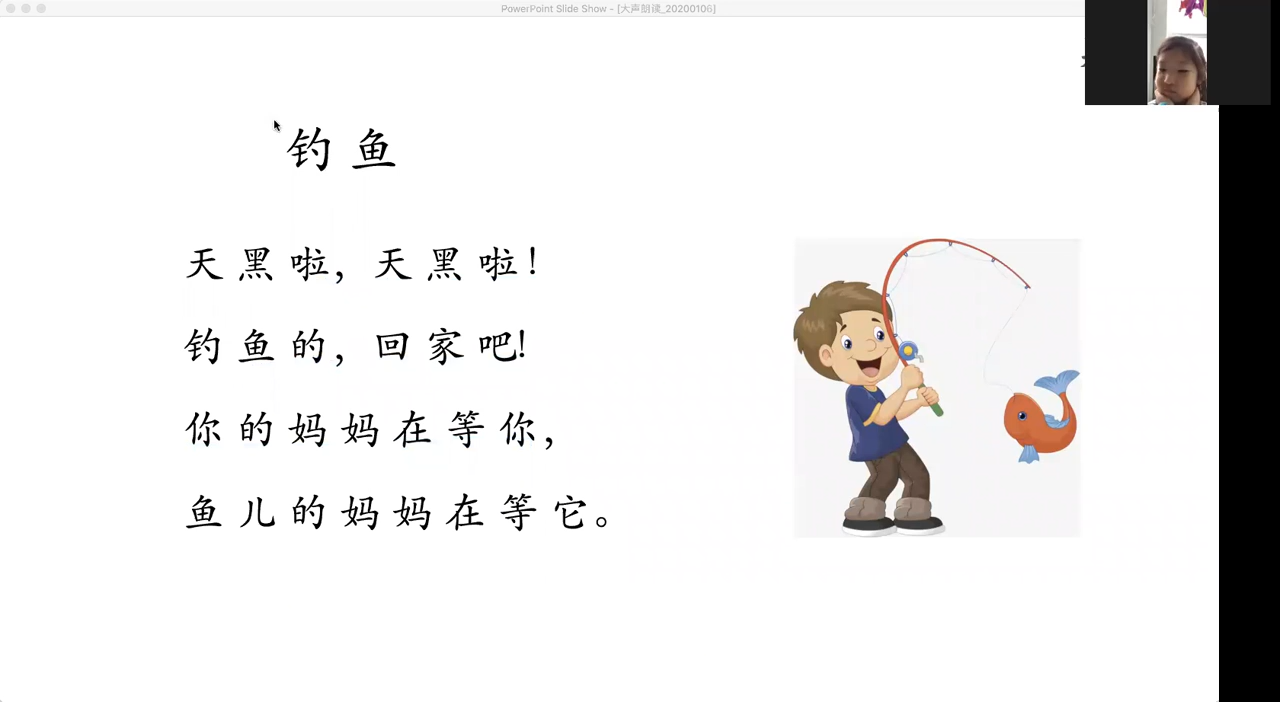 PowerPoint Slide Show - [大声朗读_20200106]
钓鱼
天黑啦，天黑啦！
钓鱼的，回家吧！
你的妈妈在等你，
鱼儿的妈妈在等它。